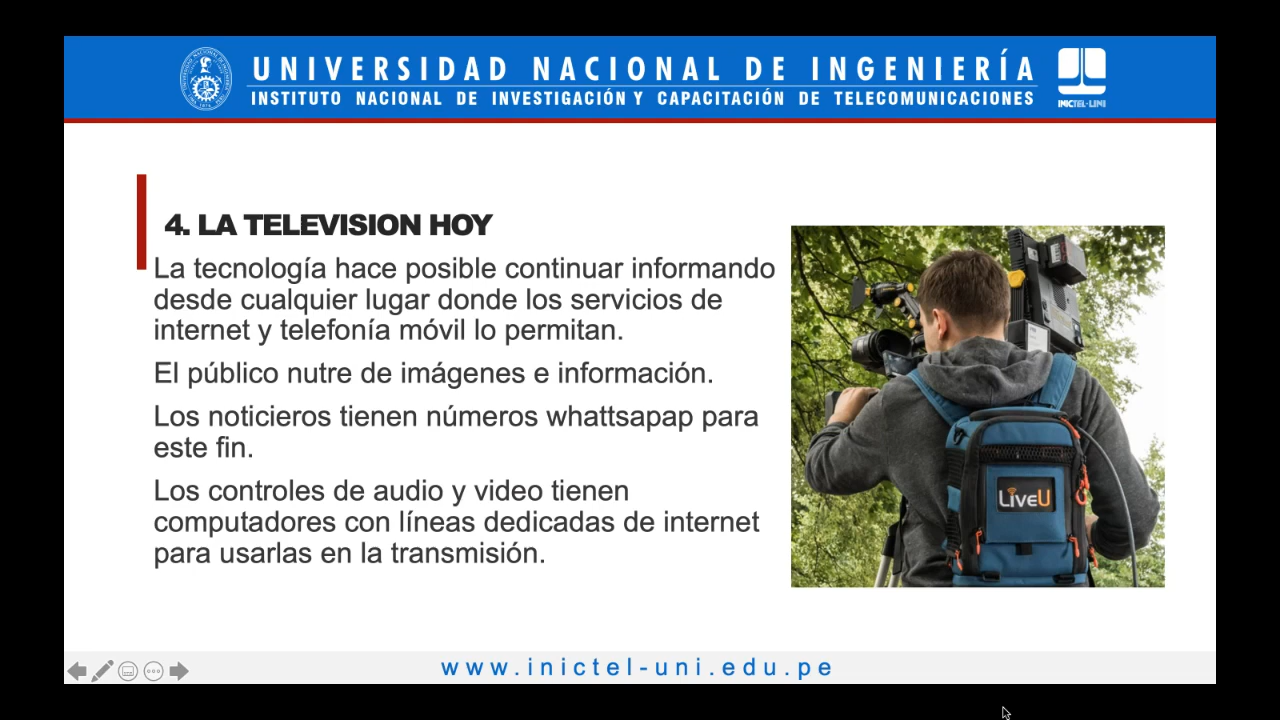 UNIVERSIDAD NACIONAL DE INGENIERÍA
INSTITUTO NACIONAL DE INVESTIGACIÓN Y CAPACITACIÓN DE TELECOMUNICACIONES
INICTEL-UNI
4. LA TELEVISION HOY
La tecnología hace posible continuar informando
desde cualquier lugar donde los servicios de
internet y telefonía móvil lo permitan.
El público nutre de imágenes e información.
Los noticieros tienen números whattsapap para
este fin.
Los controles de audio y video tienen
computadores con líneas dedicadas de internet
para usarlas en la transmisión.
LiveU
www.inictel-uni.edu.pe